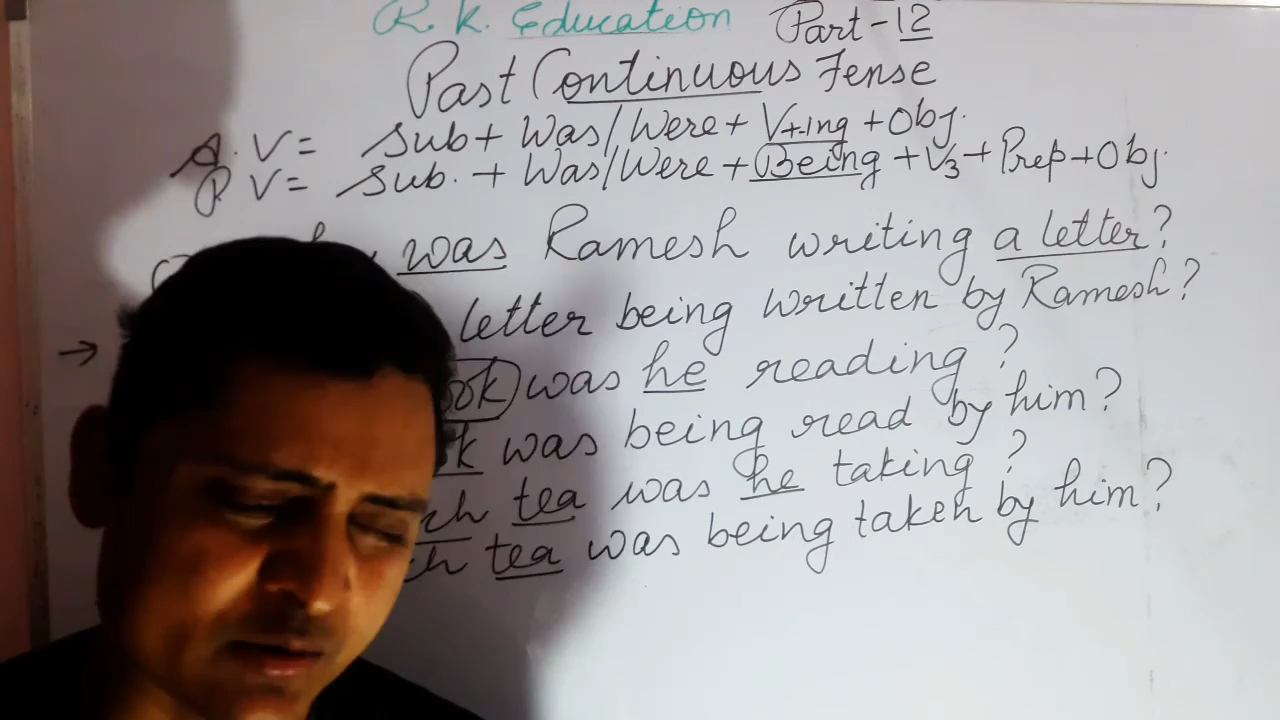 R. K. Education Part-12
Past Continuous Tense
A. V = Sub + Was/Were + V+ing + Obj.
P. V = Sub. + Was/Were + Being + V3 + Prep + Obj.
was Ramesh writing a letter?
letter being written by Ramesh?
→ was he reading?
was being read by him?
tea was he taking?
tea was being taken by him?